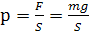 p = F/S = mg/S